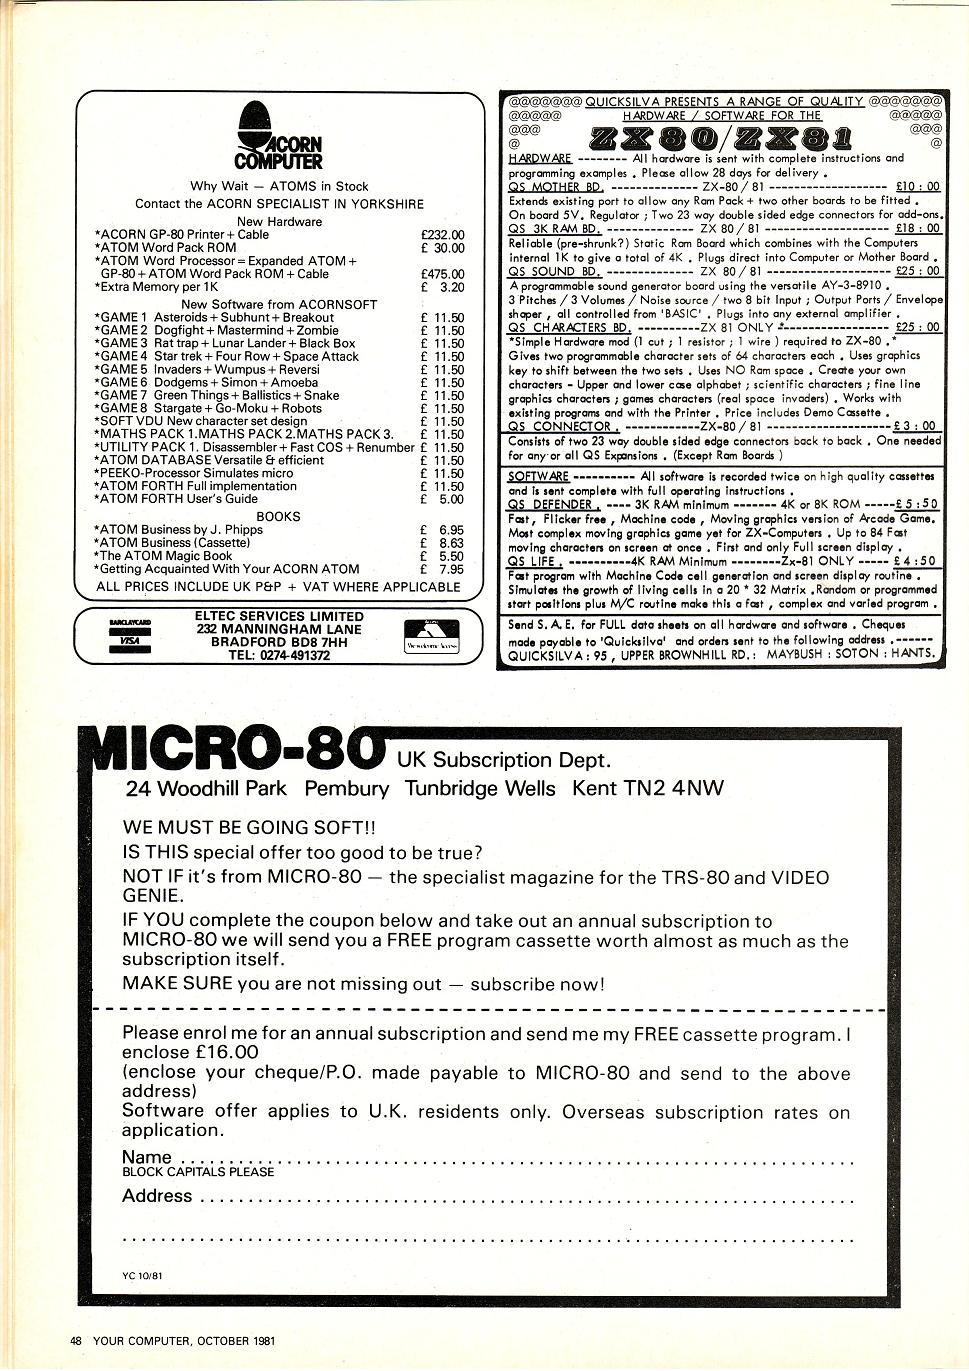 ACORN
COMPUTER
Why Wait — ATOMS in Stock
Contact the ACORN SPECIALIST IN YORKSHIRE
New Hardware
*ACORN GP-80 Printer + Cable £232.00
*ATOM Word Pack ROM £ 30.00
*ATOM Word Processor = Expanded ATOM +
GP-80 + ATOM Word Pack ROM + Cable £475.00
*Extra Memory per 1K £ 3.20
New Software from ACORNSOFT
*GAME 1 Asteroids + Subhunt + Breakout £ 11.50
*GAME 2 Dogfight + Mastermind + Zombie £ 11.50
*GAME 3 Rat trap + Lunar Lander + Black Box £ 11.50
*GAME 4 Star trek + Four Row + Space Attack £ 11.50
*GAME 5 Invaders + Wumpus + Reversi £ 11.50
*GAME 6 Dodgems + Simon + Amoeba £ 11.50
*GAME 7 Green Things + Ballistics + Snake £ 11.50
*GAME 8 Stargate + Go-Moku + Robots £ 11.50
*SOFT VDU New character set design £ 11.50
*MATHS PACK 1. MATHS PACK 2. MATHS PACK 3. £ 11.50
*UTILITY PACK 1. Disassembler + Fast COS + Renumber £ 11.50
*ATOM DATABASE Versatile & efficient £ 11.50
*PEEKO-Processor Simulates micro £ 11.50
*ATOM FORTH Full implementation £ 11.50
*ATOM FORTH User's Guide £ 5.00
BOOKS
*ATOM Business by J. Phipps £ 6.95
*ATOM Business (Cassette) £ 8.63
*The ATOM Magic Book £ 5.50
*Getting Acquainted With Your ACORN ATOM £ 7.95
ALL PRICES INCLUDE UK P&P + VAT WHERE APPLICABLE
BARCLAYCARD
VISA
ELTEC SERVICES LIMITED
232 MANNINGHAM LANE
BRADFORD BD8 7HH
TEL: 0274-491372
We welcome Access
@@@@@@@ QUICKSILVA PRESENTS A RANGE OF QUALITY @@@@@@@
@@@@@ HARDWARE / SOFTWARE FOR THE @@@@@
@@@ ZX80/ZX81 @@@
@ @
HARDWARE -------- All hardware is sent with complete instructions and
programming examples . Please allow 28 days for delivery .
QS MOTHER BD. ------------- ZX-80 / 81 ------------------ £10 : 00
Extends existing port to allow any Ram Pack + two other boards to be fitted .
On board 5V. Regulator ; Two 23 way double sided edge connectors for add-ons.
QS 3K RAM BD. ------------- ZX 80 / 81 ------------------ £18 : 00
Reliable (pre-shrunk?) Static Ram Board which combines with the Computers
internal 1K to give a total of 4K . Plugs direct into Computer or Mother Board .
QS SOUND BD. ------------- ZX 80 / 81 ------------------- £25 : 00
A programmable sound generator board using the versatile AY-3-8910 .
3 Pitches / 3 Volumes / Noise source / two 8 bit Input ; Output Ports / Envelope
shaper , all controlled from 'BASIC' . Plugs into any external amplifier .
QS CHARACTERS BD. ----------ZX 81 ONLY *---------------- £25 : 00
*Simple Hardware mod (1 cut ; 1 resistor ; 1 wire ) required to ZX-80 .*
Gives two programmable character sets of 64 characters each . Uses graphics
key to shift between the two sets . Uses NO Ram space . Create your own
characters - Upper and lower case alphabet ; scientific characters ; fine line
graphics characters ; games characters (real space invaders) . Works with
existing programs and with the Printer . Price includes Demo Cassette .
QS CONNECTOR . ------------ZX-80 / 81 --------------------£ 3 : 00
Consists of two 23 way double sided edge connectors back to back . One needed
for any or all QS Expansions . (Except Ram Boards )
SOFTWARE ---------- All software is recorded twice on high quality cassettes
and is sent complete with full operating instructions .
QS DEFENDER . ---- 3K RAM minimum ------- 4K or 8K ROM -----£ 5 : 50
Fast , Flicker free , Machine code , Moving graphics version of Arcade Game.
Most complex moving graphics game yet for ZX-Computers . Up to 84 Fast
moving characters on screen at once . First and only Full screen display .
QS LIFE . ----------4K RAM Minimum --------Zx-81 ONLY ----- £ 4 : 50
Fast program with Machine Code cell generation and screen display routine .
Simulates the growth of living cells in a 20 * 32 Matrix .Random or programmed
start positions plus M/C routine make this a fast , complex and varied program .
Send S. A. E. for FULL data sheets on all hardware and software . Cheques
made payable to 'Quicksilva' and orders sent to the following address .------
QUICKSILVA : 95 , UPPER BROWNHILL RD. : MAYBUSH : SOTON : HANTS.
MICRO-80 UK Subscription Dept.
24 Woodhill Park Pembury Tunbridge Wells Kent TN2 4NW
WE MUST BE GOING SOFT!!
IS THIS special offer too good to be true?
NOT IF it's from MICRO-80 — the specialist magazine for the TRS-80 and VIDEO
GENIE.
IF YOU complete the coupon below and take out an annual subscription to
MICRO-80 we will send you a FREE program cassette worth almost as much as the
subscription itself.
MAKE SURE you are not missing out — subscribe now!
Please enrol me for an annual subscription and send me my FREE cassette program. I
enclose £16.00
(enclose your cheque/P.O. made payable to MICRO-80 and send to the above
address)
Software offer applies to U.K. residents only. Overseas subscription rates on
application.
Name ..........
BLOCK CAPITALS PLEASE
Address ..........
YC 10/81
48 YOUR COMPUTER, OCTOBER 1981